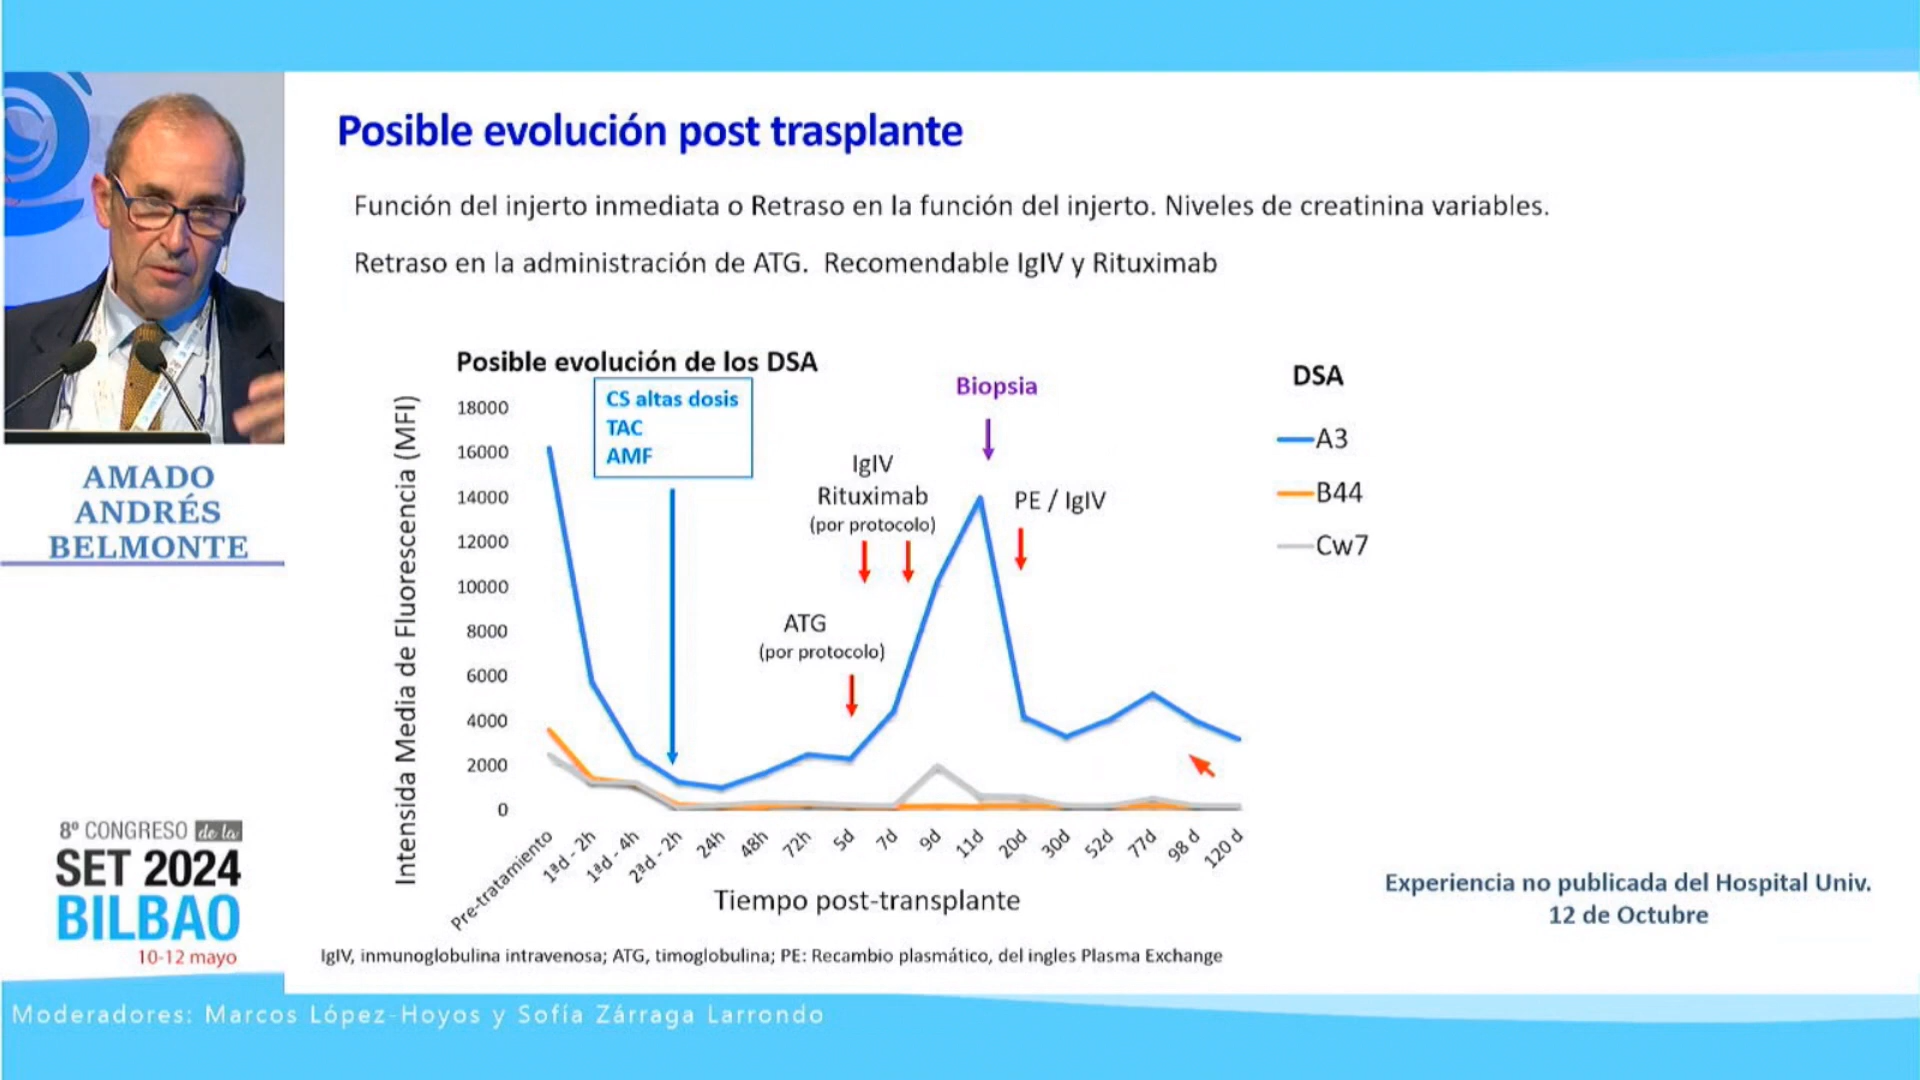 Posible evolución post trasplante
Función del injerto inmediata o Retraso en la función del injerto. Niveles de creatinina variables.
Retraso en la administración de ATG. Recomendable IgIV y Rituximab
AMADO
ANDRÉS
BELMONTE
Posible evolución de los DSA
CS altas dosis
TAC
AMF
Biopsia
IgIV
Rituximab
(por protocolo)
PE / IgIV
ATG
(por protocolo)
DSA
A3
B44
Cw7
Intensida Media de Fluorescencia (MFI)
18000
16000
14000
12000
10000
8000
6000
4000
2000
0
Pre-tratamiento
1ªd - 2h
1ªd - 4h
2ªd - 2h
24h
48h
72h
5d
7d
9d
11d
20d
30d
52d
77d
98 d
120 d
Tiempo post-transplante
Experiencia no publicada del Hospital Univ.
12 de Octubre
IgIV, inmunoglobulina intravenosa; ATG, timoglobulina; PE: Recambio plasmático, del ingles Plasma Exchange
8º CONGRESO de la
SET 2024
BILBAO
10-12 mayo
Moderadores: Marcos López-Hoyos y Sofía Zárraga Larrondo